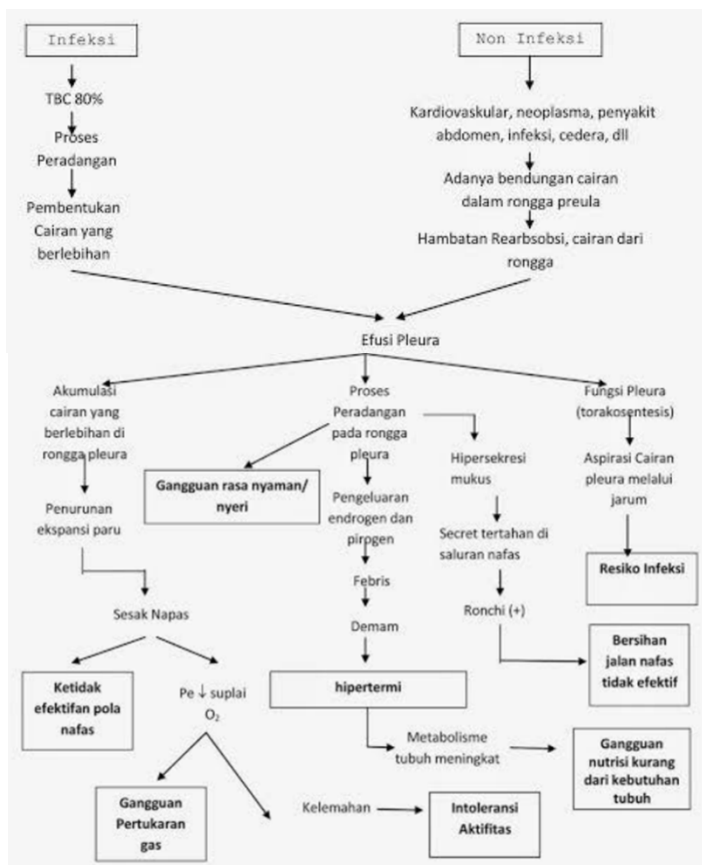 Infeksi
Non Infeksi
TBC 80%
Proses
Peradangan
Pembentukan
Cairan yang
berlebihan
Kardiovaskular, neoplasma, penyakit
abdomen, infeksi, cedera, dll
Adanya bendungan cairan
dalam rongga preula
Hambatan Rearbsobsi, cairan dari
rongga
Efusi Pleura
Akumulasi
cairan yang
berlebihan di
rongga pleura
Penurunan
ekspansi paru
Sesak Napas
Ketidak
efektifan pola
nafas
Pe ↓ suplai
O₂
Gangguan
Pertukaran
gas
Kelemahan
Intoleransi
Aktifitas
Proses
Peradangan
pada rongga
pleura
Gangguan rasa nyaman/
nyeri
Pengeluaran
endrogen dan
pirogen
Febris
Demam
hipertermi
Metabolisme
tubuh meningkat
Gangguan
nutrisi kurang
dari kebutuhan
tubuh
Hipersekresi
mukus
Secret tertahan di
saluran nafas
Ronchi (+)
Bersihan
jalan nafas
tidak efektif
Fungsi Pleura
(torakosentesis)
Aspirasi Cairan
pleura melalui
jarum
Resiko Infeksi